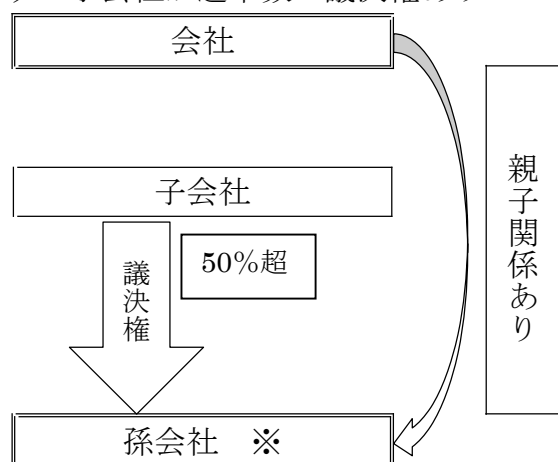 会社
子会社
議決権
50%超
親子関係あり
孫会社 ※